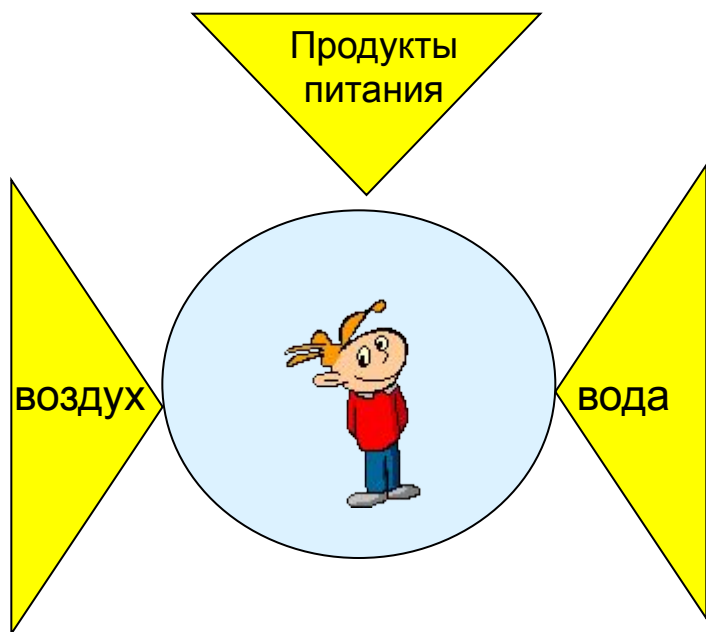 Продукты
питания
воздух
вода